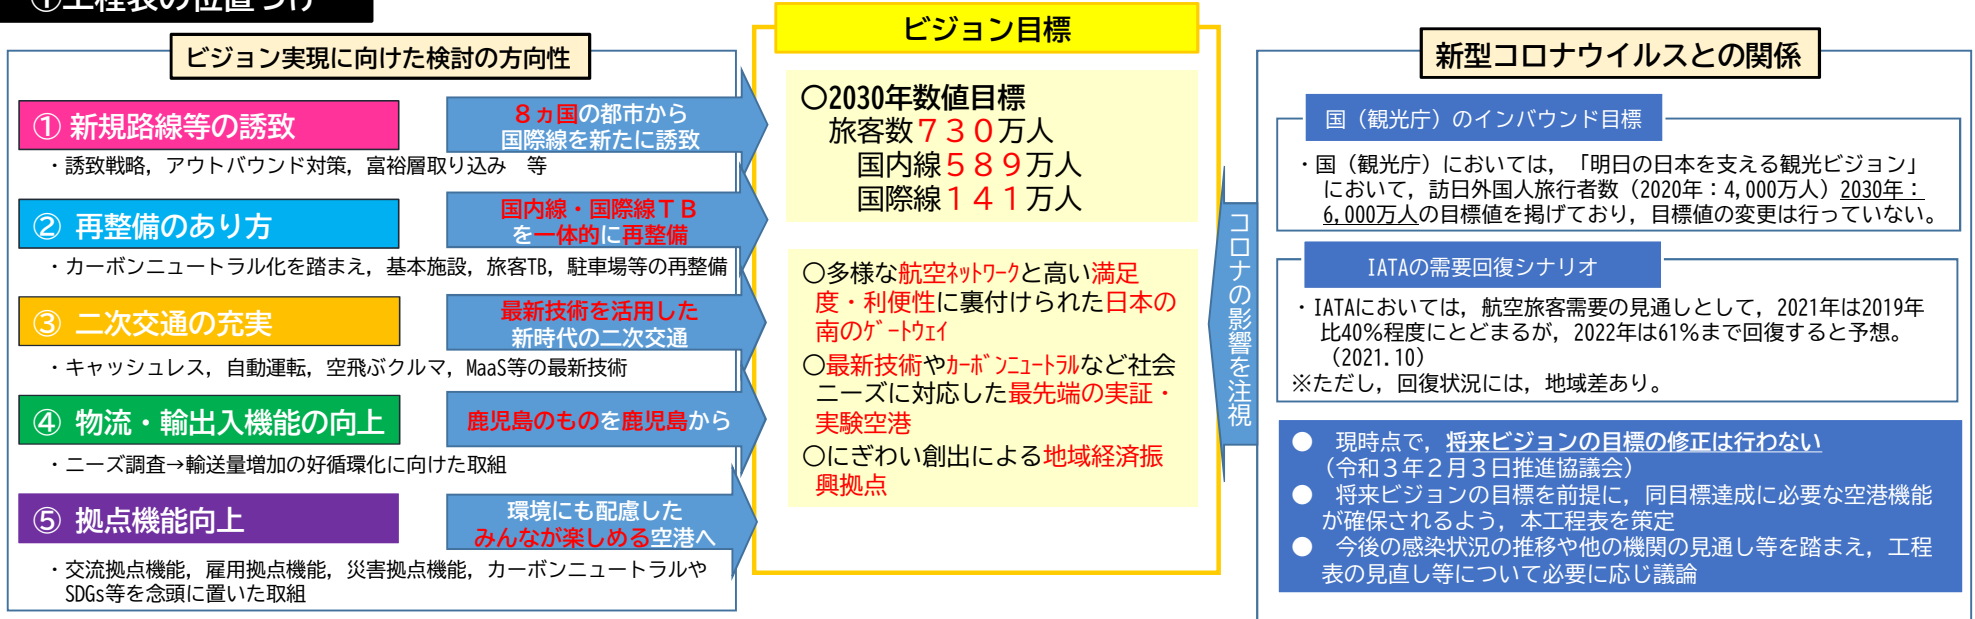 ①工程表の位置づけ
ビジョン実現に向けた検討の方向性
① 新規路線等の誘致
８ヵ国の都市から
国際線を新たに誘致
・誘致戦略，アウトバウンド対策，富裕層取り込み　等
② 再整備のあり方
国内線・国際線ＴＢ
を一体的に再整備
・カーボンニュートラル化を踏まえ，基本施設，旅客TB，駐車場等の再整備
③ 二次交通の充実
最新技術を活用した
新時代の二次交通
・キャッシュレス，自動運転，空飛ぶクルマ，MaaS等の最新技術
④ 物流・輸出入機能の向上
鹿児島のものを鹿児島から
・ニーズ調査→輸送量増加の好循環化に向けた取組
⑤ 拠点機能向上
環境にも配慮した
みんなが楽しめる空港へ
・交流拠点機能，雇用拠点機能，災害拠点機能，カーボンニュートラルや
SDGs等を念頭に置いた取組
ビジョン目標
〇2030年数値目標
旅客数７３０万人
国内線５８９万人
国際線１４１万人
〇多様な航空ﾈｯﾄﾜｰｸと高い満足
度・利便性に裏付けられた日本の
南のｹﾞｰﾄｳｪｲ
〇最新技術やｶｰﾎﾞﾝﾆｭｰﾄﾗﾙなど社会
ニーズに対応した最先端の実証・
実験空港
〇にぎわい創出による地域経済振
興拠点
コロナの影響を注視
新型コロナウイルスとの関係
国（観光庁）のインバウンド目標
・国（観光庁）においては，「明日の日本を支える観光ビジョン」
において，訪日外国人旅行者数（2020年：4,000万人）2030年：
6,000万人の目標値を掲げており，目標値の変更は行っていない。
IATAの需要回復シナリオ
・IATAにおいては，航空旅客需要の見通しとして，2021年は2019年
比40%程度にとどまるが，2022年は61%まで回復すると予想。
（2021.10）
※ただし，回復状況には，地域差あり。
●　現時点で，将来ビジョンの目標の修正は行わない
（令和３年２月３日推進協議会）
●　将来ビジョンの目標を前提に，同目標達成に必要な空港機能
が確保されるよう，本工程表を策定
●　今後の感染状況の推移や他の機関の見通し等を踏まえ，工程
表の見直し等について必要に応じ議論